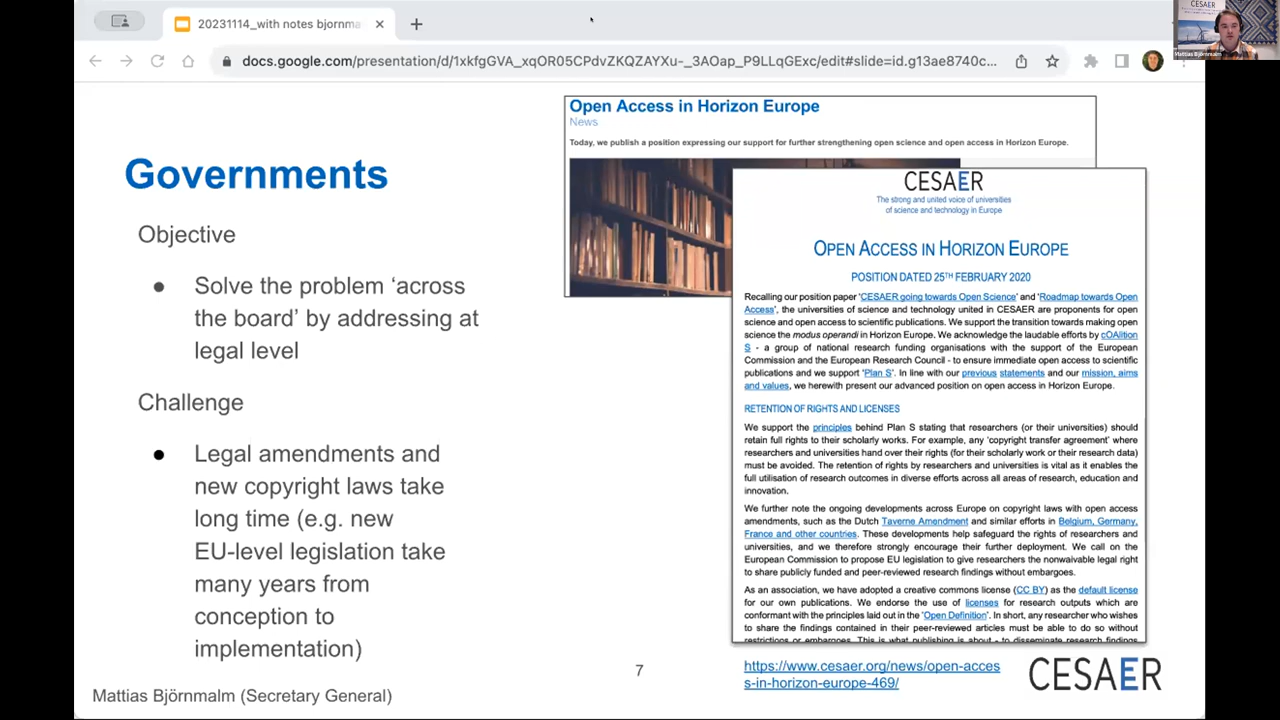 20231114_with notes bjornma
docs.google.com/presentation/d/1xkfgGVA_xqOR05CPdvZKQZAYXu-_3AOap_P9LLqGExc/edit#slide=id.g13ae8740c...
CESAER
Mattias Björnmalm
Governments
Objective
● Solve the problem ‘across
the board’ by addressing at
legal level
Challenge
● Legal amendments and
new copyright laws take
long time (e.g. new
EU-level legislation take
many years from
conception to
implementation)
Mattias Björnmalm (Secretary General)
7
Open Access in Horizon Europe
News
Today, we publish a position expressing our support for further strengthening open science and open access in Horizon Europe.
CESAER
The strong and united voice of universities
of science and technology in Europe
OPEN ACCESS IN HORIZON EUROPE
POSITION DATED 25TH FEBRUARY 2020
Recalling our position paper 'CESAER going towards Open Science' and 'Roadmap towards Open
Access', the universities of science and technology united in CESAER are proponents for open
science and open access to scientific publications. We support the transition towards making open
science the modus operandi in Horizon Europe. We acknowledge the laudable efforts by cOAlition
S - a group of national research funding organisations with the support of the European
Commission and the European Research Council - to ensure immediate open access to scientific
publications and we support 'Plan S'. In line with our previous statements and our mission, aims
and values, we herewith present our advanced position on open access in Horizon Europe.
RETENTION OF RIGHTS AND LICENSES
We support the principles behind Plan S stating that researchers (or their universities) should
retain full rights to their scholarly works. For example, any 'copyright transfer agreement' where
researchers and universities hand over their rights (for their scholarly work or their research data)
must be avoided. The retention of rights by researchers and universities is vital as it enables the
full utilisation of research outcomes in diverse efforts across all areas of research, education and
innovation.
We further note the ongoing developments across Europe on copyright laws with open access
amendments, such as the Dutch Taverne Amendment and similar efforts in Belgium, Germany,
France and other countries. These developments help safeguard the rights of researchers and
universities, and we therefore strongly encourage their further deployment. We call on the
European Commission to propose EU legislation to give researchers the nonwaivable legal right
to share publicly funded and peer-reviewed research findings without embargoes.
As an association, we have adopted a creative commons license (CC BY) as the default license
for our own publications. We endorse the use of licenses for research outputs which are
conformant with the principles laid out in the 'Open Definition'. In short, any researcher who wishes
to share the findings contained in their peer-reviewed articles must be able to do so without
restrictions or embargoes. This is what publishing is about - to disseminate research findings
https://www.cesaer.org/news/open-acces
s-in-horizon-europe-469/
CESAER